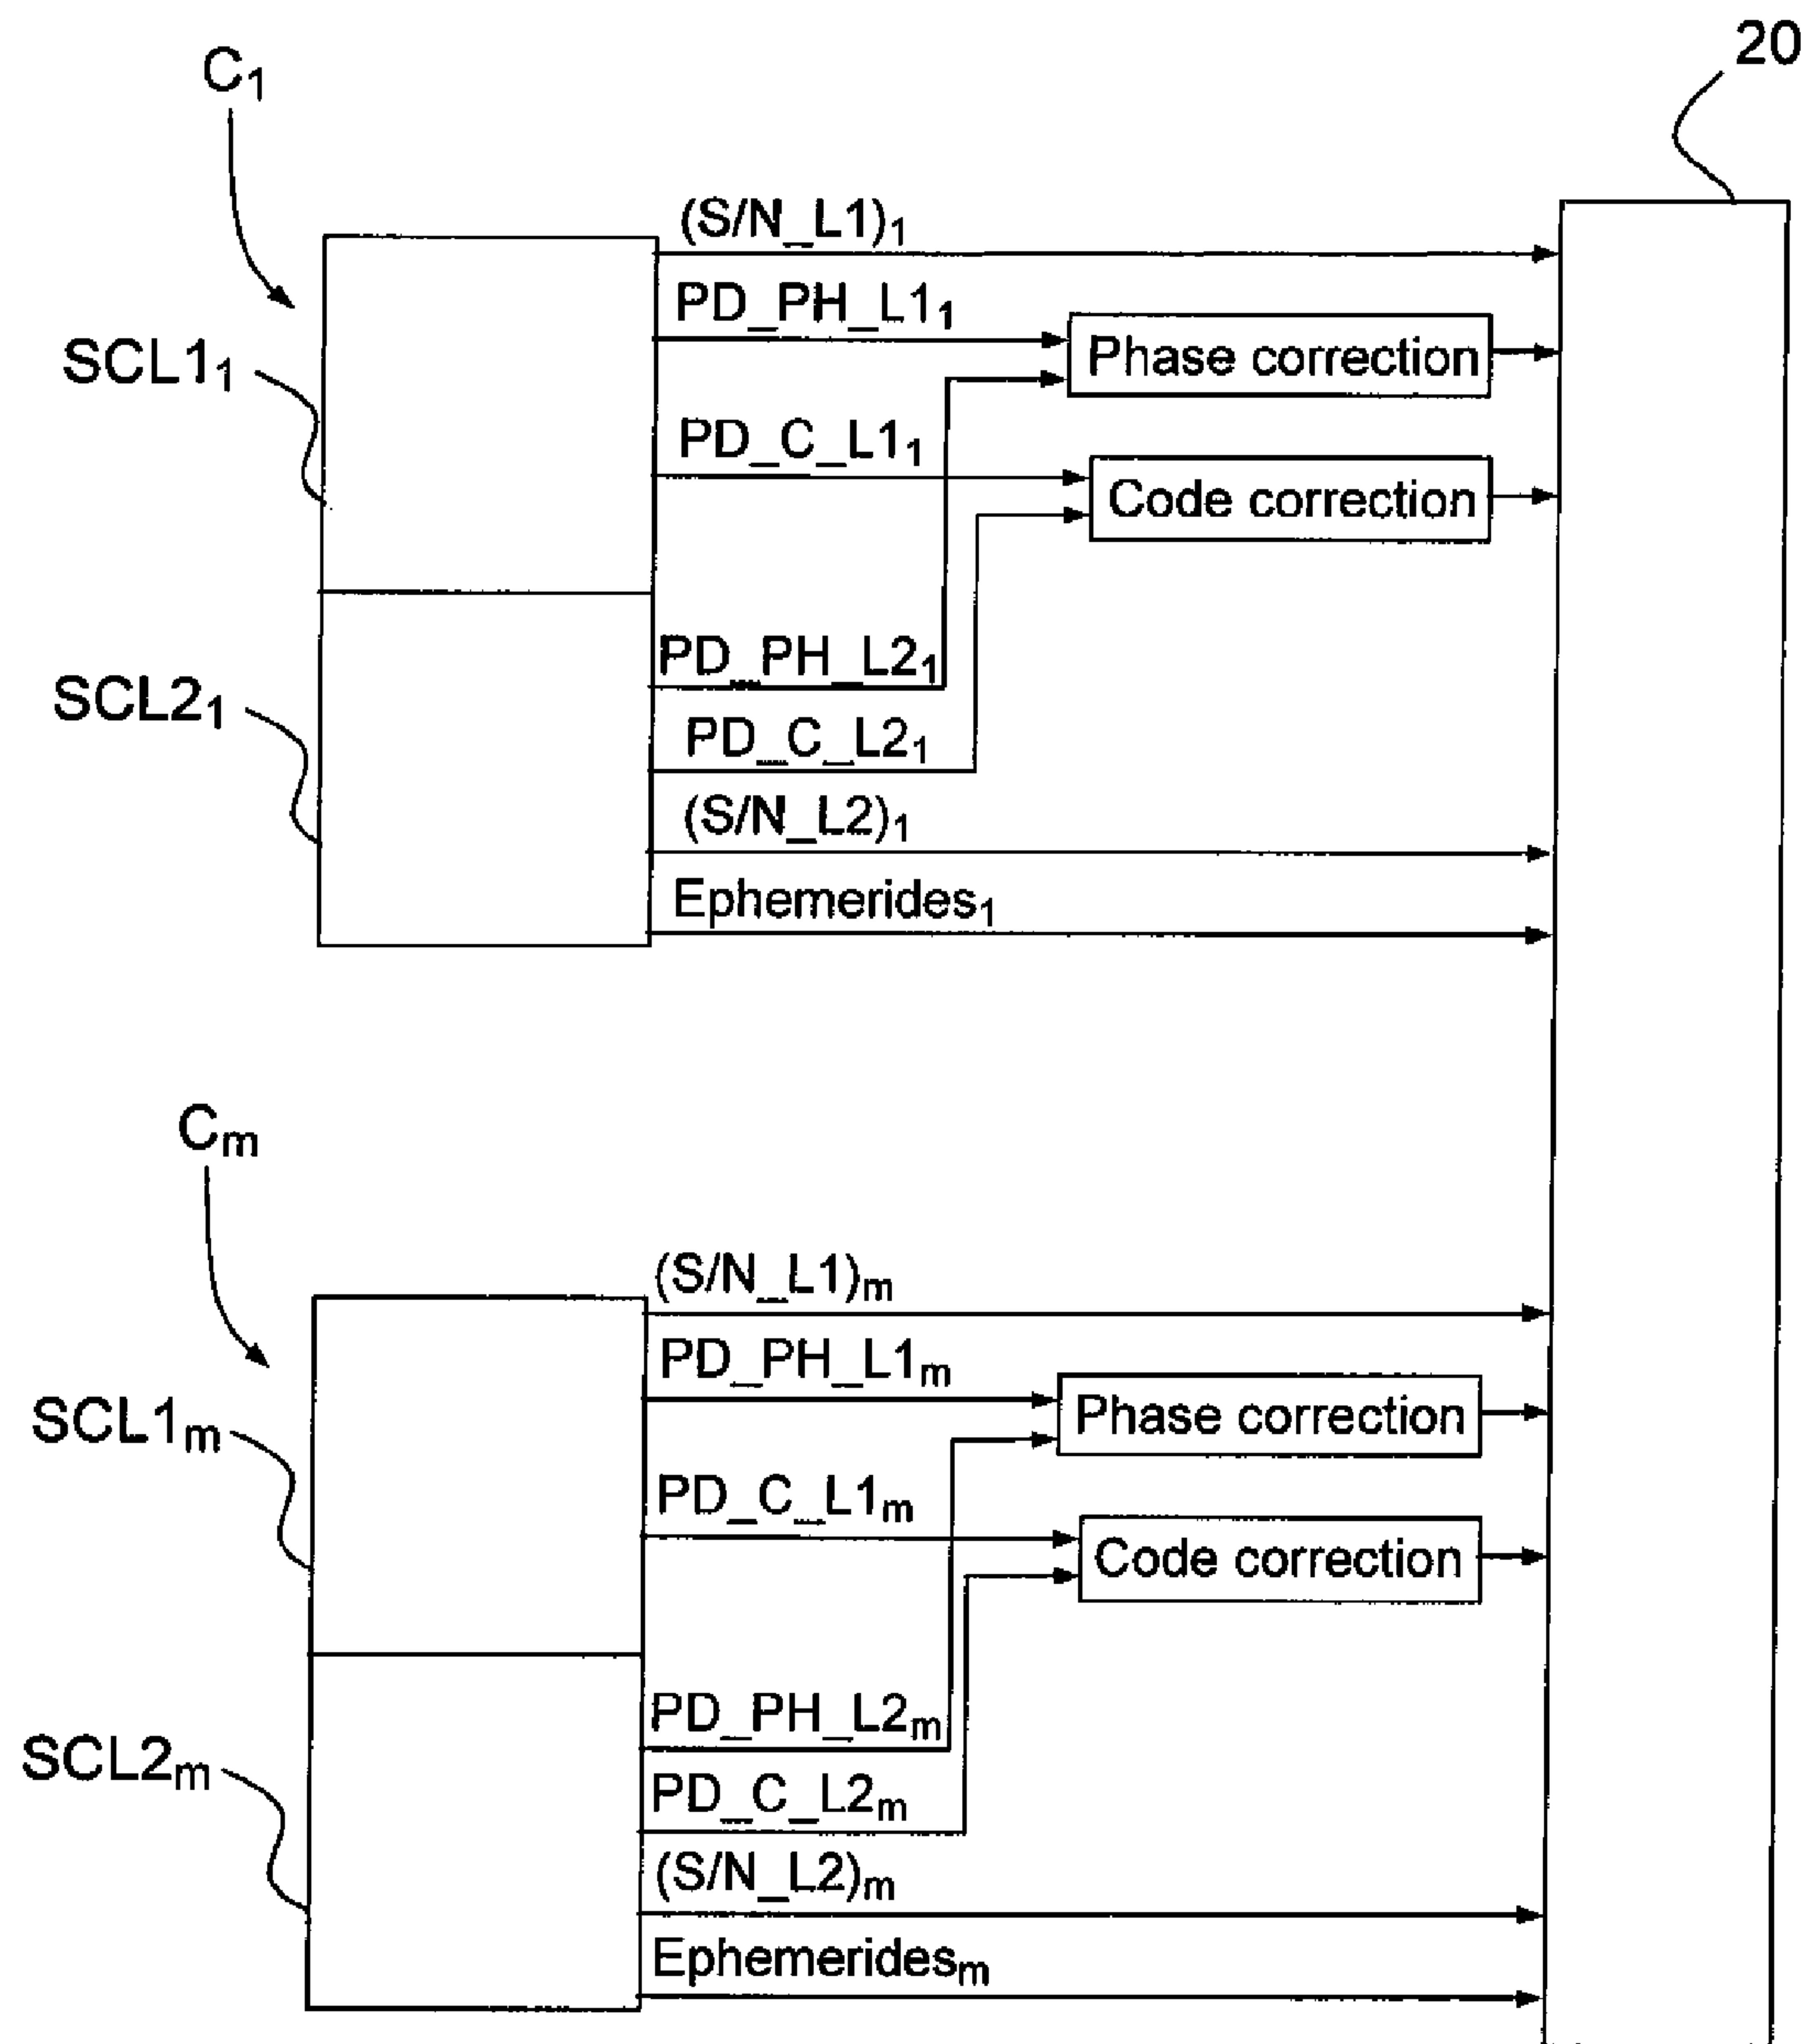 20
C₁
(S/N_L1)₁
PD_PH_L1₁
Phase correction
SCL1₁
PD_C_L1₁
Code correction
PD_PH_L2₁
SCL2₁
PD_C_L2₁
(S/N_L2)₁
Ephemerides₁
Cₘ
(S/N_L1)ₘ
PD_PH_L1ₘ
Phase correction
SCL1ₘ
PD_C_L1ₘ
Code correction
PD_PH_L2ₘ
SCL2ₘ
PD_C_L2ₘ
(S/N_L2)ₘ
Ephemeridesₘ